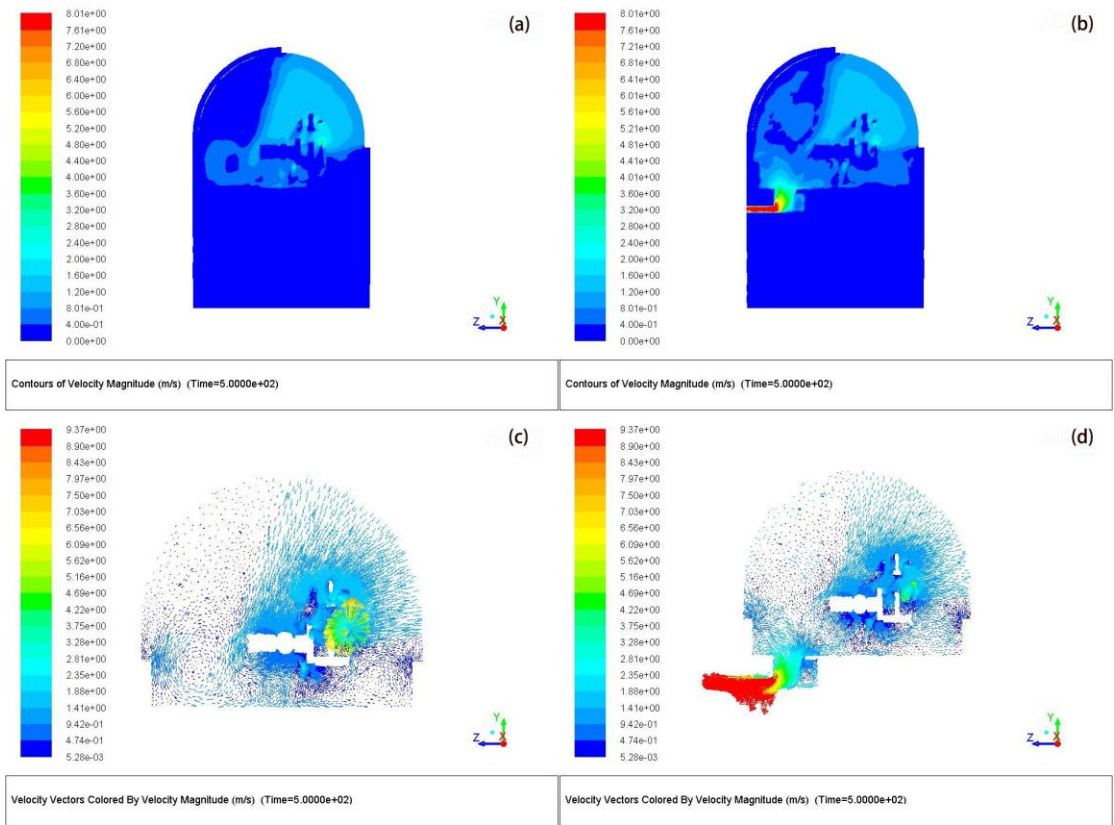 (a)
8.01e+00
7.61e+00
7.20e+00
6.80e+00
6.40e+00
6.00e+00
5.60e+00
5.20e+00
4.80e+00
4.41e+00
4.00e+00
3.60e+00
3.20e+00
2.80e+00
2.40e+00
2.00e+00
1.60e+00
1.20e+00
8.01e-01
4.00e-01
0.00e+00
Y
Z X
Contours of Velocity Magnitude (m/s) (Time=5.0000e+02)
(b)
8.01e+00
7.61e+00
7.21e+00
6.81e+00
6.41e+00
6.01e+00
5.61e+00
5.21e+00
4.81e+00
4.41e+00
4.01e+00
3.60e+00
3.20e+00
2.80e+00
2.40e+00
2.00e+00
1.60e+00
1.20e+00
8.01e-01
4.00e-01
0.00e+00
Y
Z X
Contours of Velocity Magnitude (m/s) (Time=5.0000e+02)
(c)
9.37e+00
8.90e+00
8.43e+00
7.97e+00
7.50e+00
7.03e+00
6.56e+00
6.09e+00
5.62e+00
5.16e+00
4.69e+00
4.22e+00
3.75e+00
3.28e+00
2.81e+00
2.35e+00
1.88e+00
1.41e+00
9.42e-01
4.74e-01
5.28e-03
Y
Z X
Velocity Vectors Colored By Velocity Magnitude (m/s) (Time=5.0000e+02)
(d)
9.37e+00
8.90e+00
8.43e+00
7.97e+00
7.50e+00
7.03e+00
6.56e+00
6.09e+00
5.62e+00
5.16e+00
4.69e+00
4.22e+00
3.75e+00
3.28e+00
2.81e+00
2.35e+00
1.88e+00
1.41e+00
9.42e-01
4.74e-01
5.28e-03
Y
Z X
Velocity Vectors Colored By Velocity Magnitude (m/s) (Time=5.0000e+02)